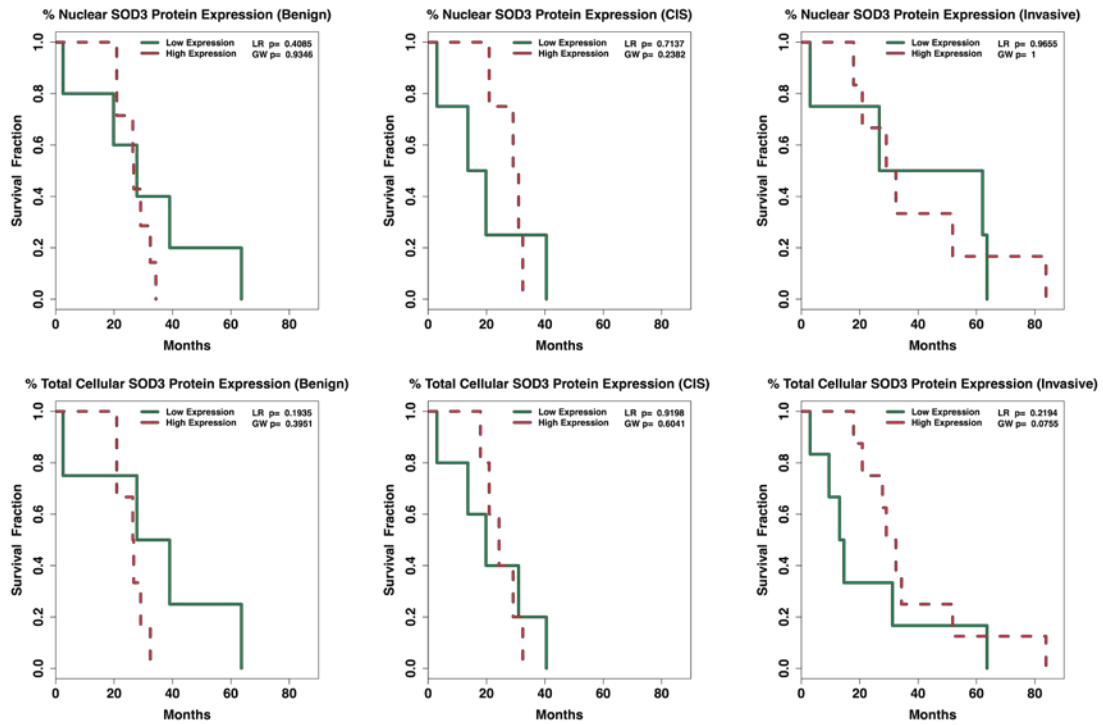 % Nuclear SOD3 Protein Expression (Benign)
Low Expression LR p= 0.4085
High Expression GW p= 0.9346
Survival Fraction
1.0
0.8
0.6
0.4
0.2
0.0
0 20 40 60 80
Months
% Nuclear SOD3 Protein Expression (CIS)
Low Expression LR p= 0.7137
High Expression GW p= 0.2382
Survival Fraction
1.0
0.8
0.6
0.4
0.2
0.0
0 20 40 60 80
Months
% Nuclear SOD3 Protein Expression (Invasive)
Low Expression LR p= 0.9655
High Expression GW p= 1
Survival Fraction
1.0
0.8
0.6
0.4
0.2
0.0
0 20 40 60 80
Months
% Total Cellular SOD3 Protein Expression (Benign)
Low Expression LR p= 0.1935
High Expression GW p= 0.3951
Survival Fraction
1.0
0.8
0.6
0.4
0.2
0.0
0 20 40 60 80
Months
% Total Cellular SOD3 Protein Expression (CIS)
Low Expression LR p= 0.9198
High Expression GW p= 0.6041
Survival Fraction
1.0
0.8
0.6
0.4
0.2
0.0
0 20 40 60 80
Months
% Total Cellular SOD3 Protein Expression (Invasive)
Low Expression LR p= 0.2194
High Expression GW p= 0.0755
Survival Fraction
1.0
0.8
0.6
0.4
0.2
0.0
0 20 40 60 80
Months